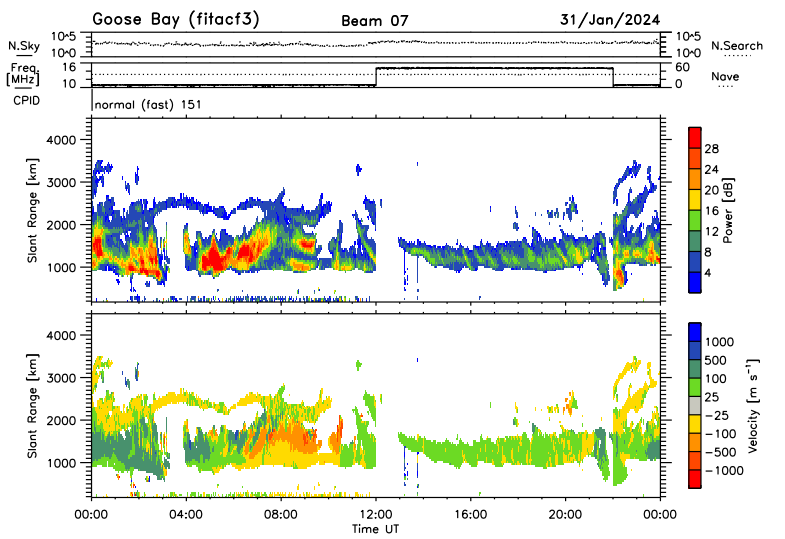 Goose Bay (fitacf3) Beam 07 31/Jan/2024
N.Sky 10^5 10^0 10^5 10^0 N.Search
Freq. [MHz] 16 10 60 0 Nave
CPID normal (fast) 151
Slant Range [km] 4000 3000 2000 1000
Power [dB] 28 24 20 16 12 8 4
Slant Range [km] 4000 3000 2000 1000
Velocity [m s⁻¹] 1000 500 100 25 −25 −100 −500 −1000
00:00 04:00 08:00 12:00 16:00 20:00 00:00
Time UT